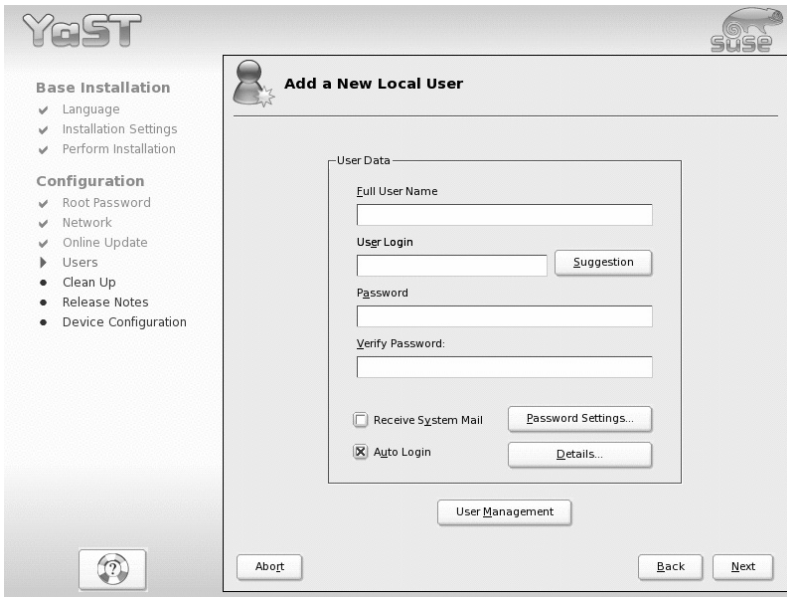 YaST
SUSE
Base Installation
Language
Installation Settings
Perform Installation
Configuration
Root Password
Network
Online Update
Users
Clean Up
Release Notes
Device Configuration
?
Add a New Local User
User Data
Full User Name
User Login
Suggestion
Password
Verify Password:
Receive System Mail
Password Settings...
Auto Login
Details...
User Management
Abort
Back
Next